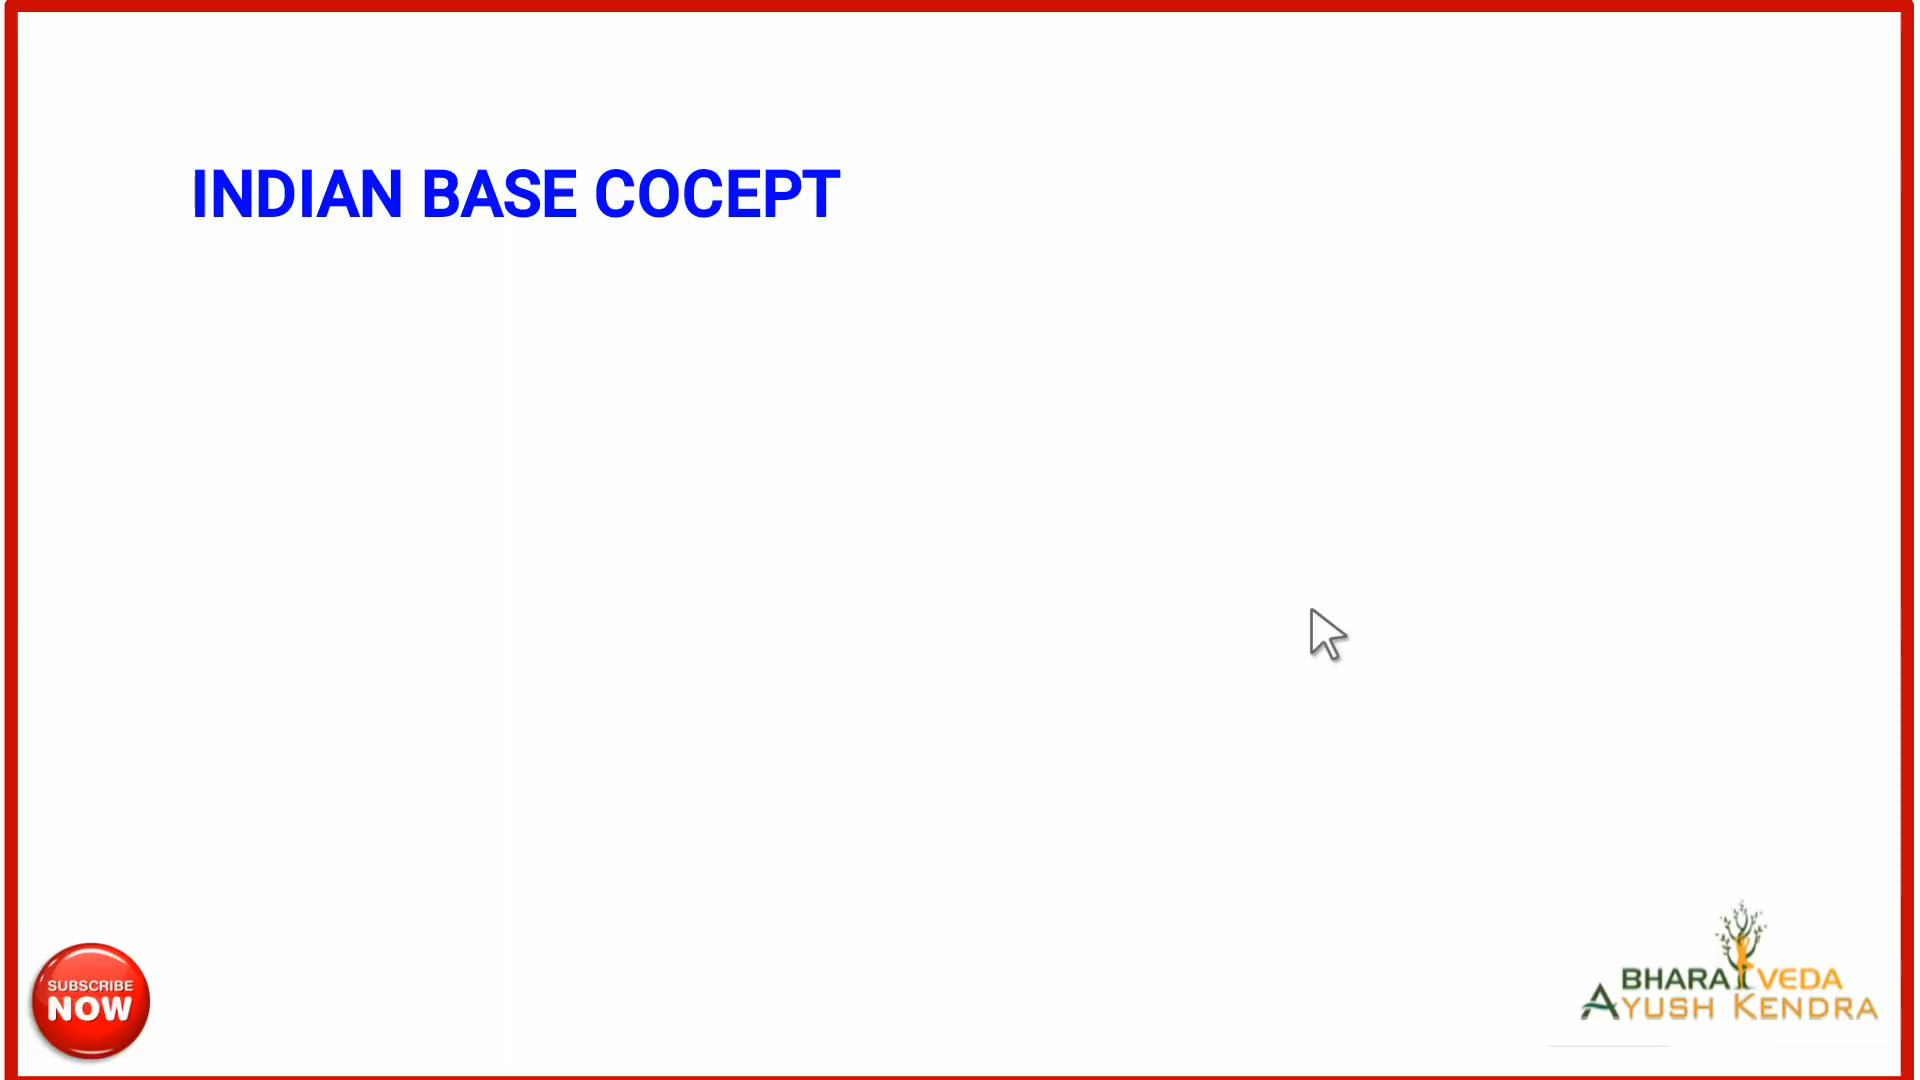 INDIAN BASE COCEPT
SUBSCRIBE
NOW
BHARATVEDA
AYUSH KENDRA